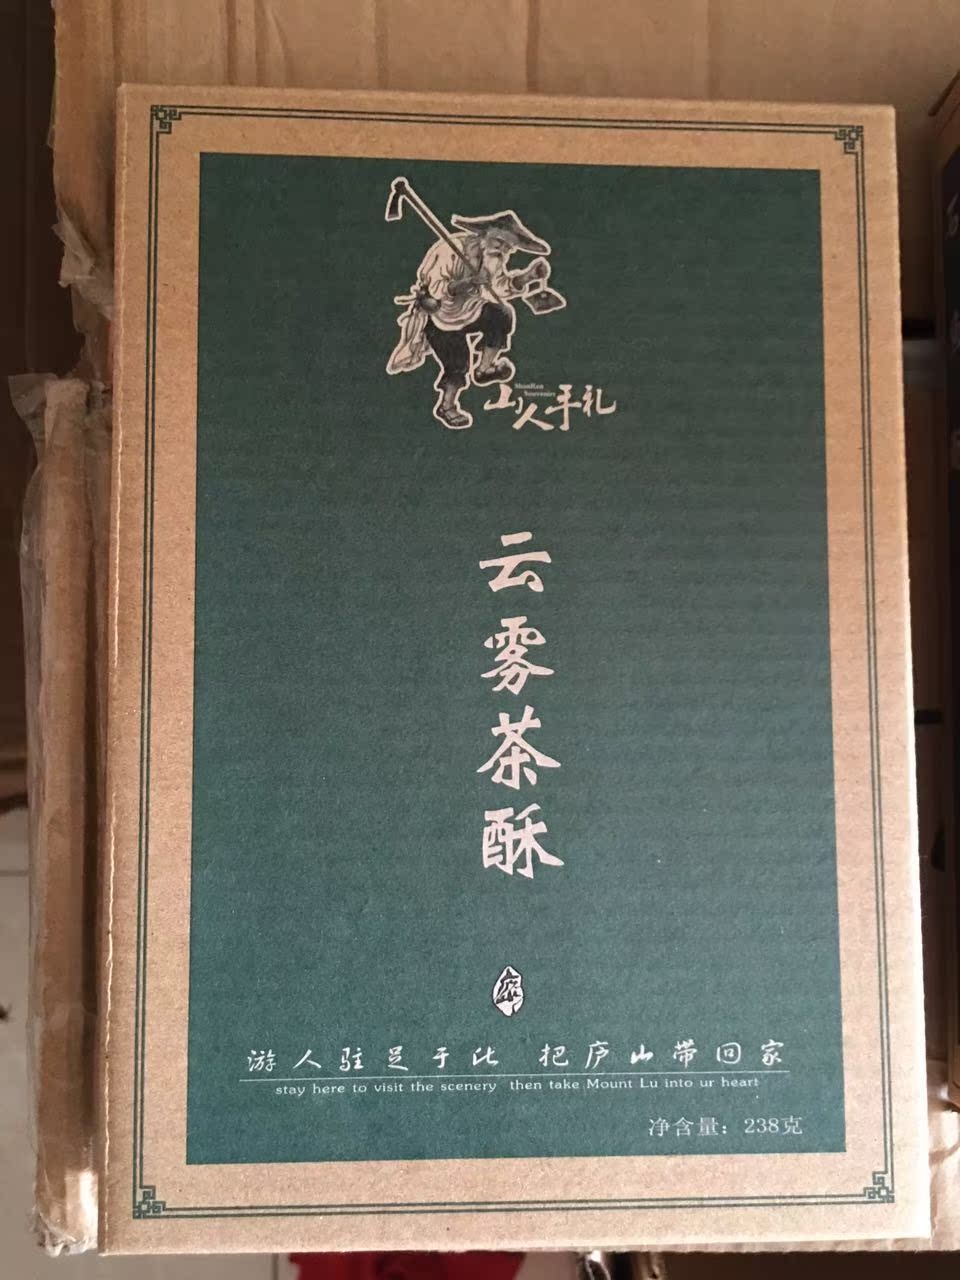 ShanRen
Souvenirs
山人手礼
云雾茶酥
游人驻足于此 把庐山带回家
stay here to visit the scenery then take Mount Lu into ur heart
净含量：238克